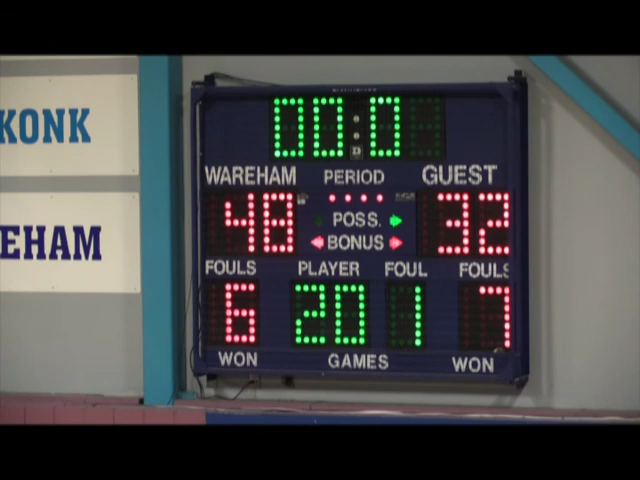 KONK
EHAM
00:0
WAREHAM PERIOD GUEST
48 32
POSS.
BONUS
FOULS PLAYER FOUL FOULS
6 20 1 7
WON GAMES WON